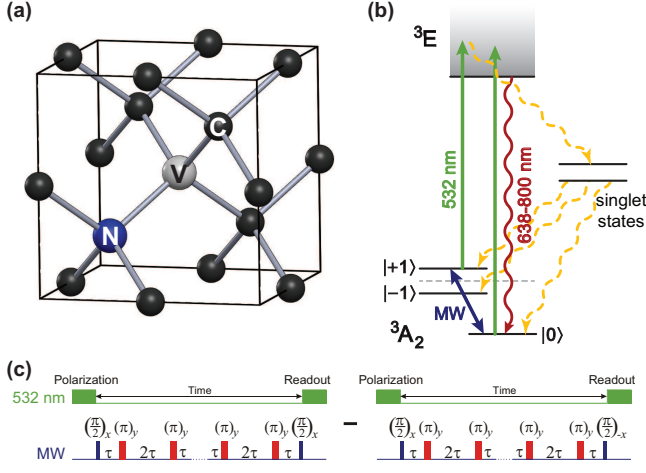 (a)
C
V
N
(b)
³E
532 nm
638-800 nm
singlet
states
|+1⟩
|−1⟩
MW
³A₂
|0⟩
(c)
Polarization
Time
Readout
532 nm
(π/2)ₓ (π)ᵧ (π)ᵧ (π)ᵧ (π)ᵧ (π/2)ₓ
MW
τ 2τ τ 2τ τ
−
Polarization
Time
Readout
(π/2)ₓ (π)ᵧ (π)ᵧ (π)ᵧ (π)ᵧ (π/2)₋ₓ
τ 2τ τ 2τ τ